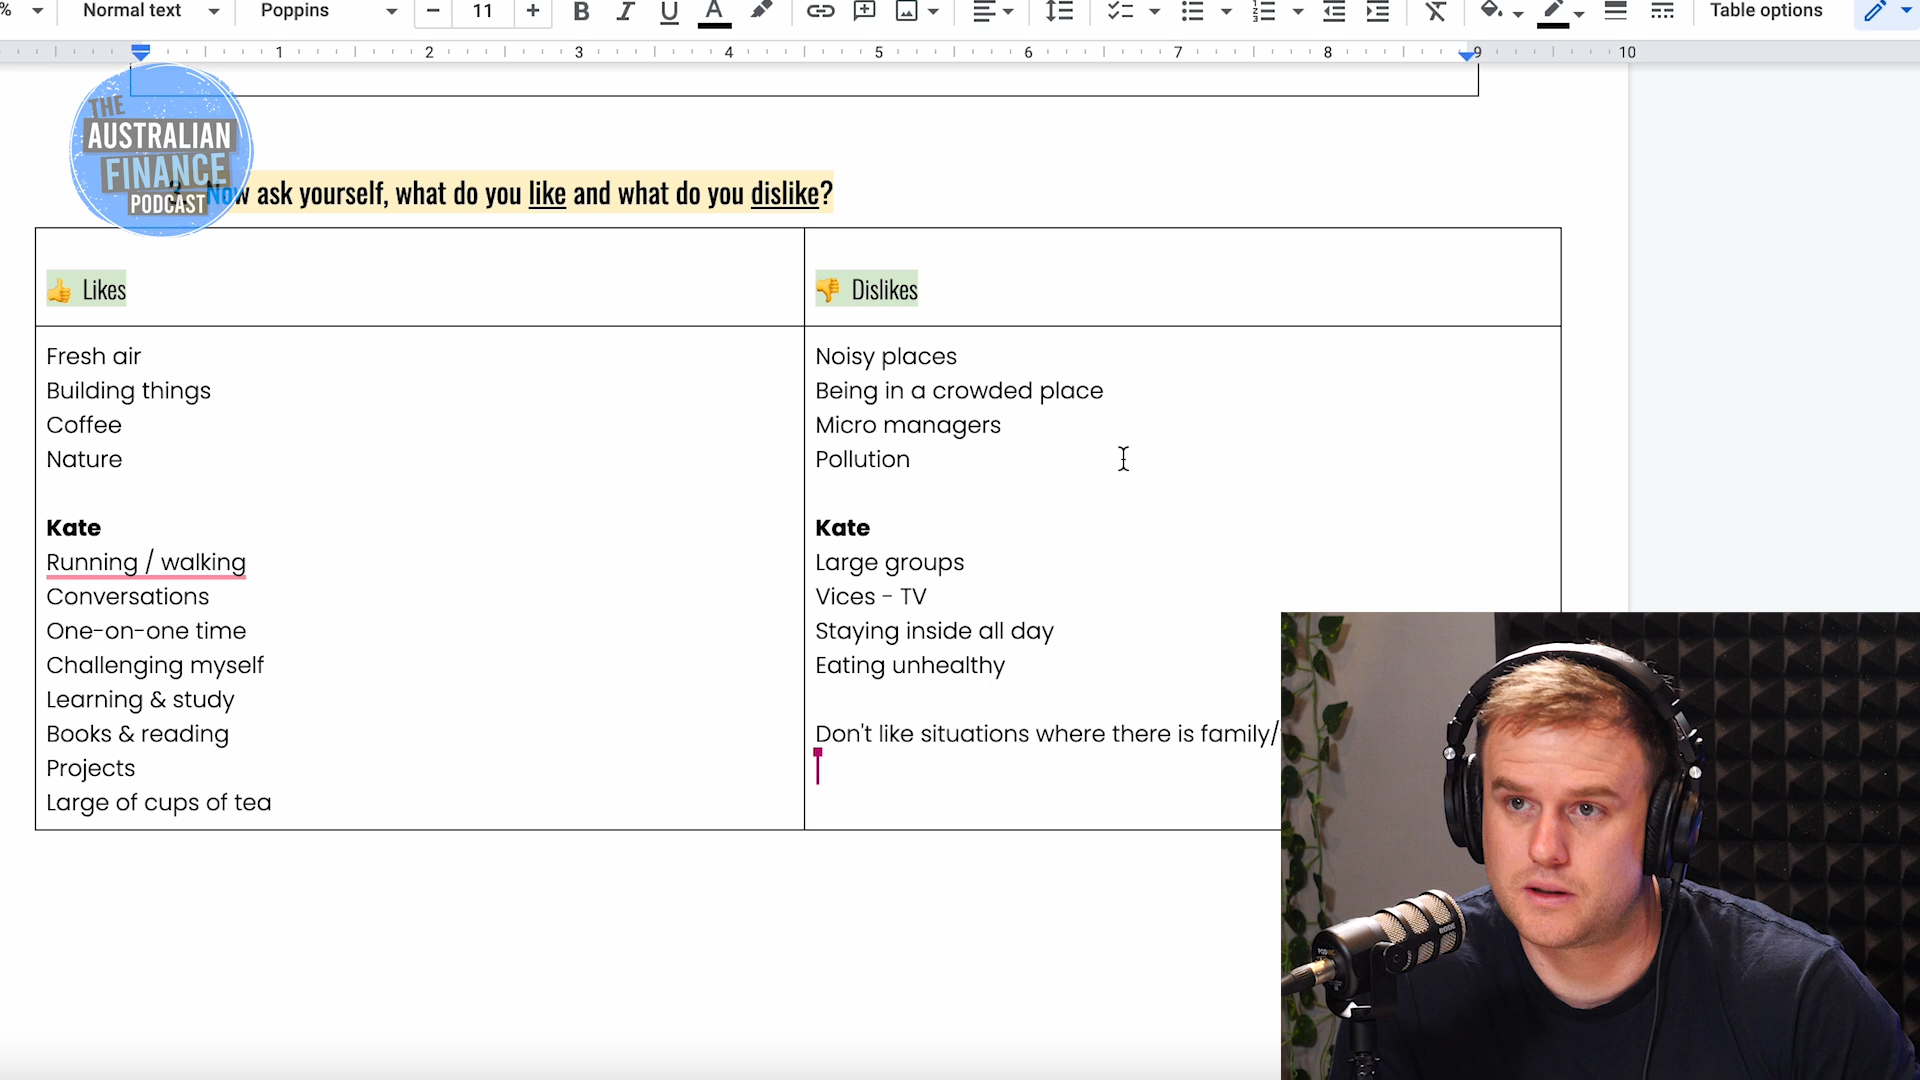 %
Normal text
Poppins
11
B
I
U
A
Table options
1
2
3
4
5
6
7
8
9
10
THE
AUSTRALIAN
FINANCE
PODCAST
3. Now ask yourself, what do you like and what do you dislike?
👍 Likes
👎 Dislikes
Fresh air
Building things
Coffee
Nature
Kate
Running / walking
Conversations
One-on-one time
Challenging myself
Learning & study
Books & reading
Projects
Large of cups of tea
Noisy places
Being in a crowded place
Micro managers
Pollution
Kate
Large groups
Vices - TV
Staying inside all day
Eating unhealthy
Don't like situations where there is family/
RØDE